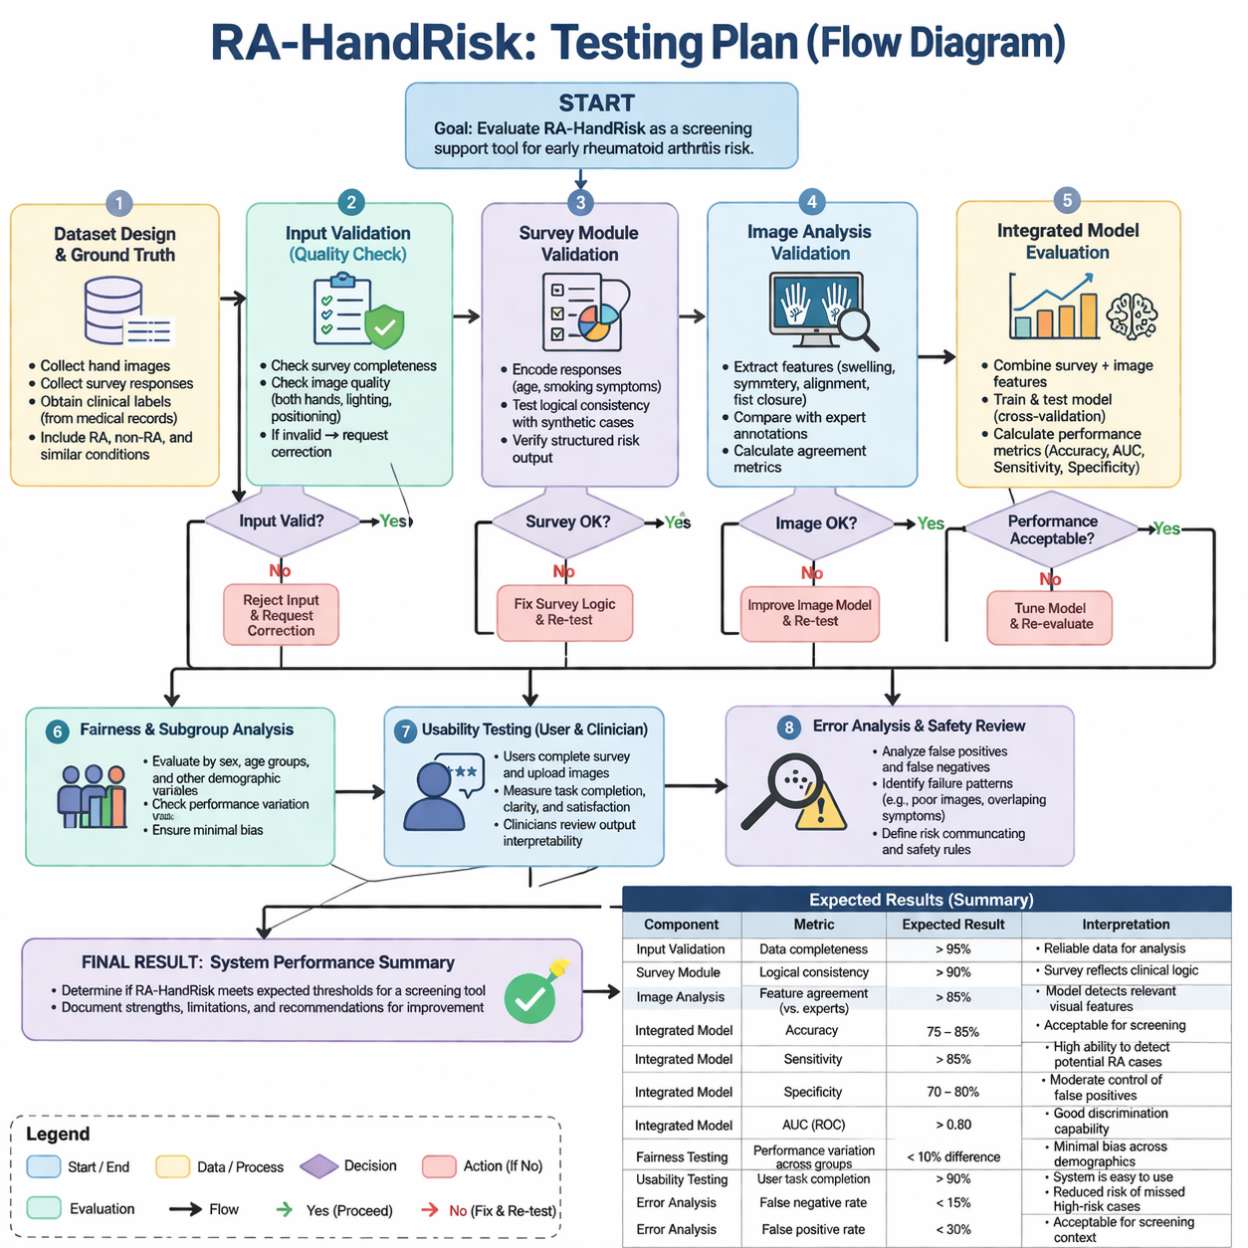 RA-HandRisk: Testing Plan (Flow Diagram)
START
Goal: Evaluate RA-HandRisk as a screening
support tool for early rheumatoid arthritis risk.
1
Dataset Design
& Ground Truth
• Collect hand images
• Collect survey responses
• Obtain clinical labels
(from medical records)
• Include RA, non-RA, and
similar conditions
2
Input Validation
(Quality Check)
• Check survey completeness
• Check image quality
(both hands, lighting,
positioning)
• If invalid → request
cerrection
3
Survey Module
Validation
• Encode responses
(age, smoking symptoms)
• Test logical consistency
with synthetic cases
• Verify structured risk
output
4
Image Analysis
Validation
• Extract features (swelling,
symmtery, alignment,
fist closure)
• Compare with expert
annotations
• Calculate agreement
metrics
5
Integrated Model
Evaluation
• Combine survey + image
features
• Train & test model
(cross-validation)
• Calculate performance
metrics (Accuracy, AUC,
Sensitivity, Specificity)
Input Valid?
Yes
No
Reject Input
& Request
Correction
Survey OK?
Yes
No
Fix Survey Logic
& Re-test
Image OK?
Yes
No
Improve Image Model
& Re-test
Performance
Acceptable?
Yes
No
Tune Model
& Re-evaluate
6
Fairness & Subgroup Analysis
• Evaluate by sex, age groups,
and other demographic
variables
• Check performance variation
• Ensure minimal bias
7
Usability Testing (User & Clinician)
• Users complete survey
and upload images
• Measure task completion,
clarity, and satisfaction
• Clinicians review output
interpretability
8
Error Analysis & Safety Review
• Analyze false positives
and false negatives
• Identify failure patterns
(e.g., poor images, overlaping
symptoms)
• Define risk communcating
and safety rules
FINAL RESULT: System Performance Summary
• Determine if RA-HandRisk meets expected thresholds for a screening tool
• Document strengths, limitations, and recommendations for improvement
Expected Results (Summary)
Component Metric Expected Result Interpretation
Input Validation Data completeness > 95% • Reliable data for analysis
Survey Module Logical consistency > 90% • Survey reflects clinical logic
Image Analysis Feature agreement (vs. experts) > 85% • Model detects relevant visual features
Integrated Model Accuracy 75 – 85% • Acceptable for screening
Integrated Model Sensitivity > 85% • High ability to detect potential RA cases
Integrated Model Specificity 70 – 80% • Moderate control of false positives
Integrated Model AUC (ROC) > 0.80 • Good discrimination capability
Fairness Testing Performance variation across groups < 10% difference • Minimal bias across demographics
Usability Testing User task completion > 90% • System is easy to use
Error Analysis False negative rate < 15% • Reduced risk of missed High-risk cases
Error Analysis False positive rate < 30% • Acceptable for screening context
Legend
Start / End
Data / Process
Decision
Action (If No)
Evaluation
Flow
Yes (Proceed)
No (Fix & Re-test)